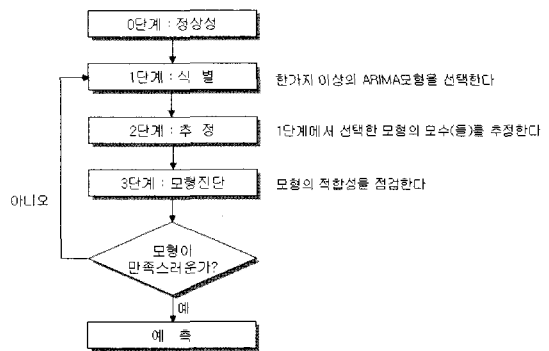 0단계 : 정상성
1단계 : 식 별
한가지 이상의 ARIMA모형을 선택한다
2단계 : 추 정
1단계에서 선택한 모형의 모수(들)를 추정한다
3단계 : 모형진단
모형의 적합성을 점검한다
아니오
모형이
만족스러운가?
예
예 측